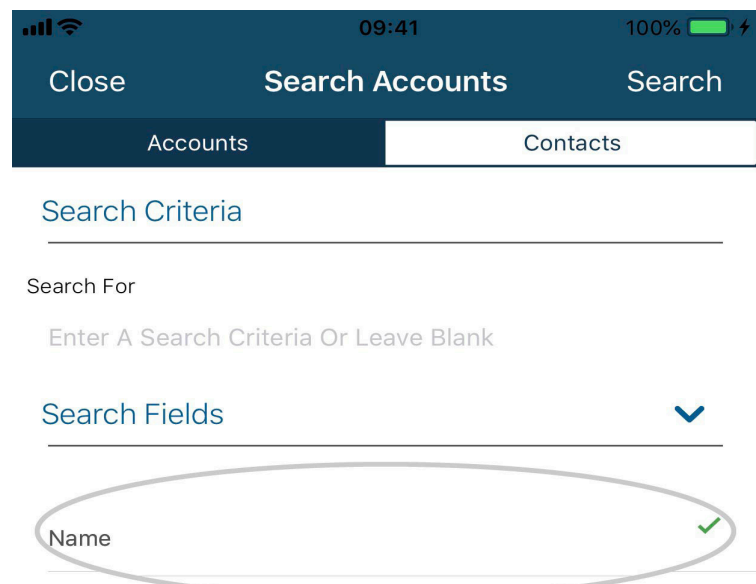 09:41 100%
Close Search Accounts Search
Accounts Contacts
Search Criteria
Search For
Enter A Search Criteria Or Leave Blank
Search Fields
Name